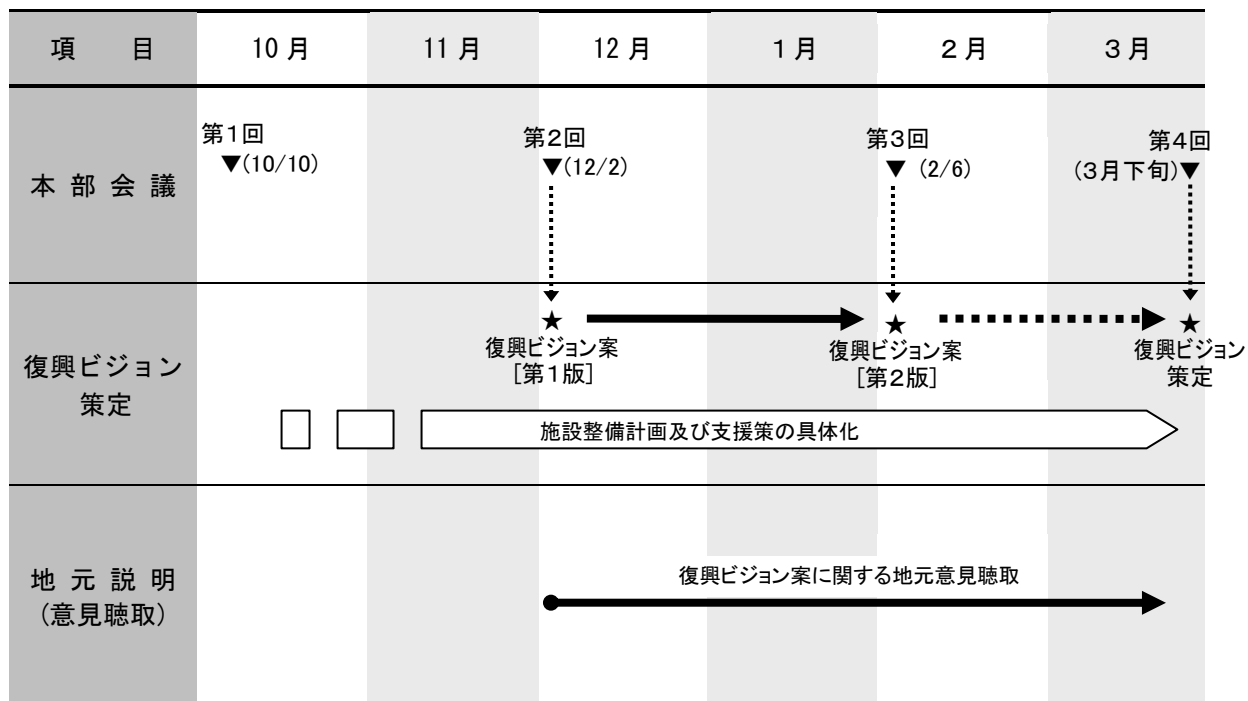 項　目　10月　11月　12月　1月　2月　3月
本部会議
第1回
▼(10/10)
第2回
▼(12/2)
第3回
▼ (2/6)
第4回
(3月下旬)▼
復興ビジョン
策定
★
復興ビジョン案
[第1版]
★
復興ビジョン案
[第2版]
★
復興ビジョン
策定
施設整備計画及び支援策の具体化
地元説明
(意見聴取)
復興ビジョン案に関する地元意見聴取